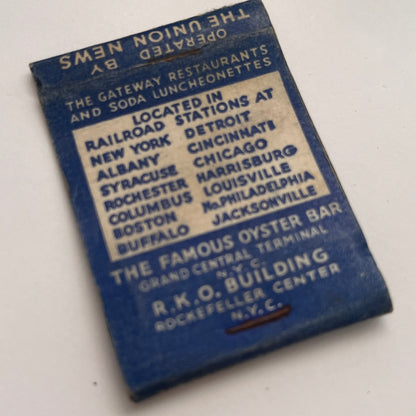 OPERATED BY
THE UNION NEWS
THE GATEWAY RESTAURANTS
AND SODA LUNCHEONETTES
LOCATED IN
RAILROAD STATIONS AT
NEW YORK DETROIT
ALBANY CINCINNATI
SYRACUSE CHICAGO
ROCHESTER HARRISBURG
COLUMBUS LOUISVILLE
BOSTON No. PHILADELPHIA
BUFFALO JACKSONVILLE
THE FAMOUS OYSTER BAR
GRAND CENTRAL TERMINAL
N.Y.C.
R.K.O. BUILDING
ROCKEFELLER CENTER
N.Y.C.